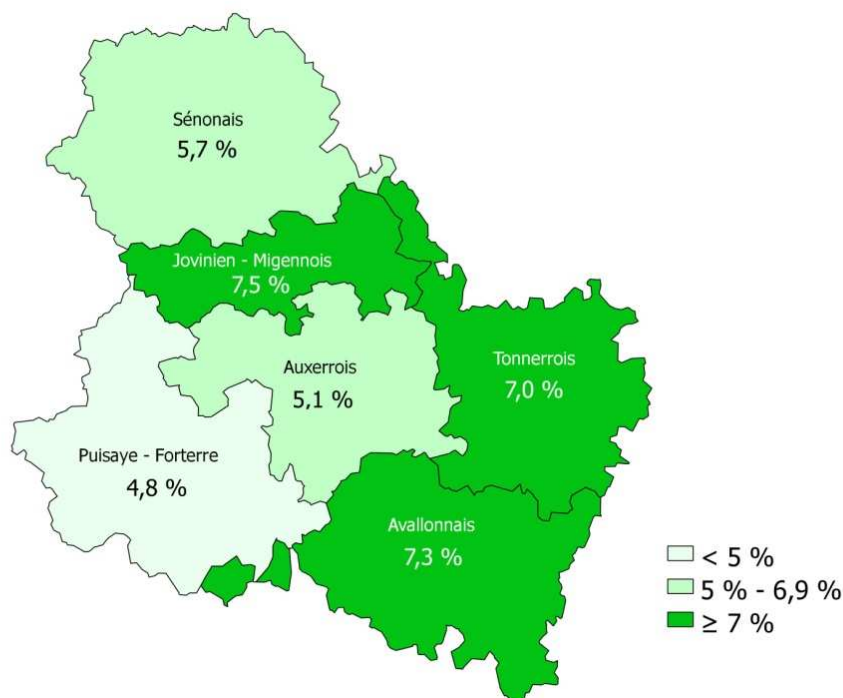 Sénonais
5,7 %
Jovinien - Migennois
7,5 %
Auxerrois
5,1 %
Tonnerrois
7,0 %
Puisaye - Forterre
4,8 %
Avallonnais
7,3 %
< 5 %
5 % - 6,9 %
≥ 7 %